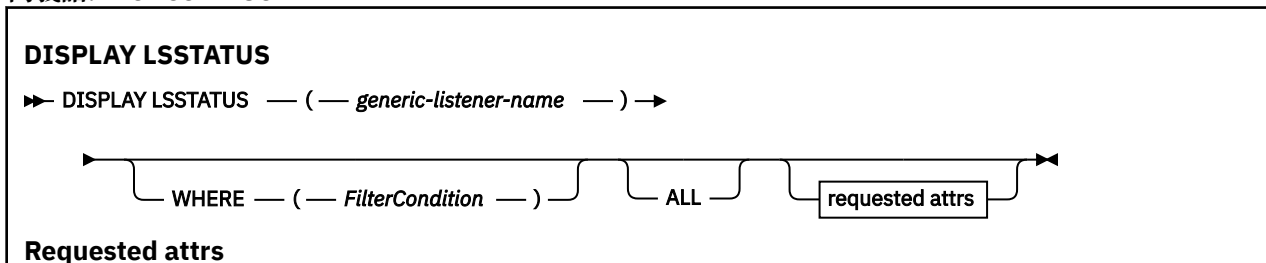 DISPLAY LSSTATUS
DISPLAY LSSTATUS ( generic-listener-name )
WHERE ( FilterCondition ) ALL requested attrs
Requested attrs